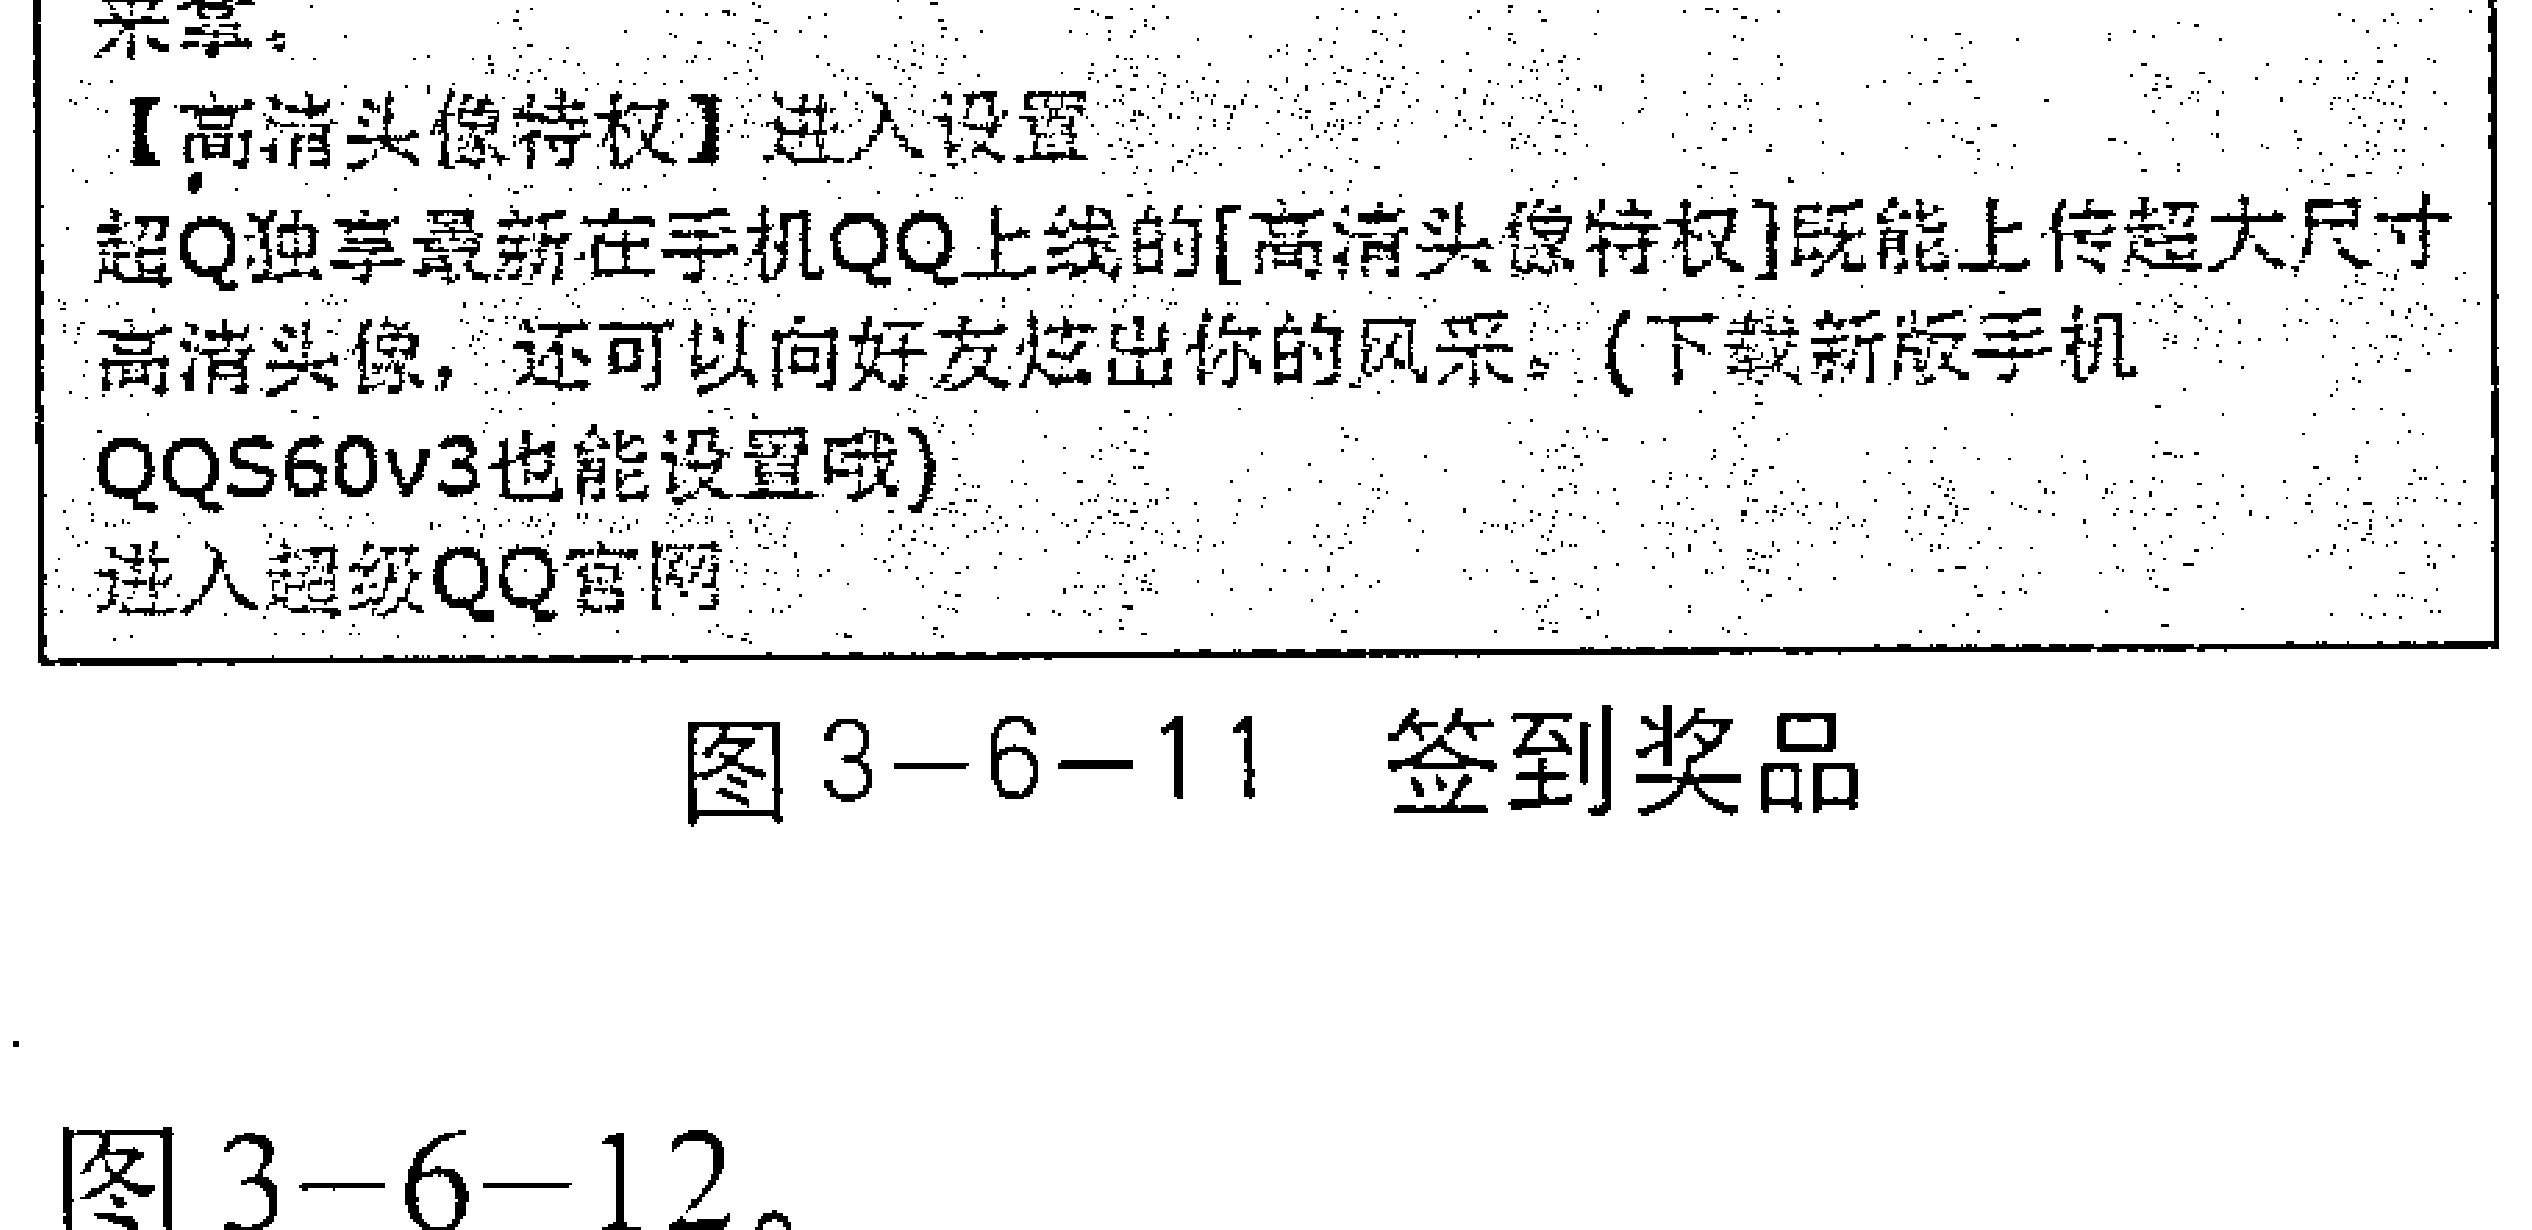 来拿。
【高清头像特权】进入设置
超Q独享最新在手机QQ上线的[高清头像特权]既能上传超大尺寸
高清头像，还可以向好友炫出你的风采。(下载新版手机
QQS60v3也能设置哦)
进入超级QQ官网
图 3－6－11 签到奖品
图 3－6－12。